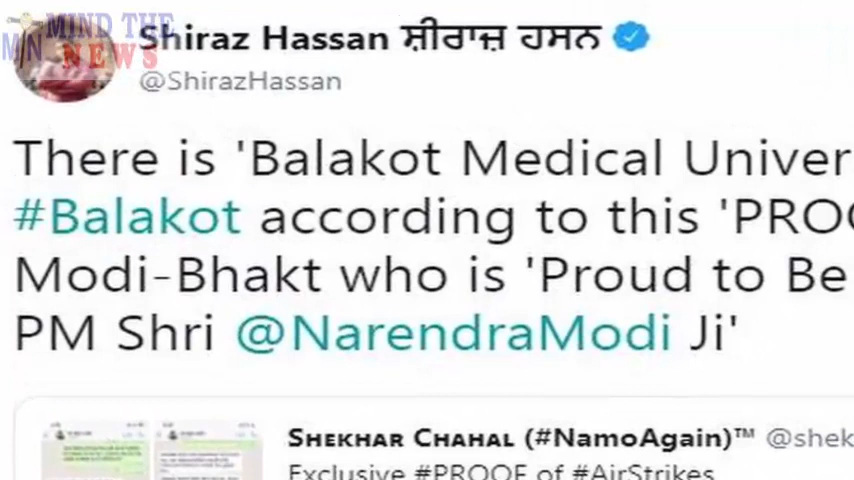 MIND THE
NEWS
MN
Shiraz Hassan ਸ਼ੀਰਾਜ਼ ਹਸਨ
@ShirazHassan
There is 'Balakot Medical Univer
#Balakot according to this 'PROO
Modi-Bhakt who is 'Proud to Be
PM Shri @NarendraModi Ji'
SHEKHAR CHAHAL (#NamoAgain)™ @shek
Exclusive #PROOF of #AirStrikes